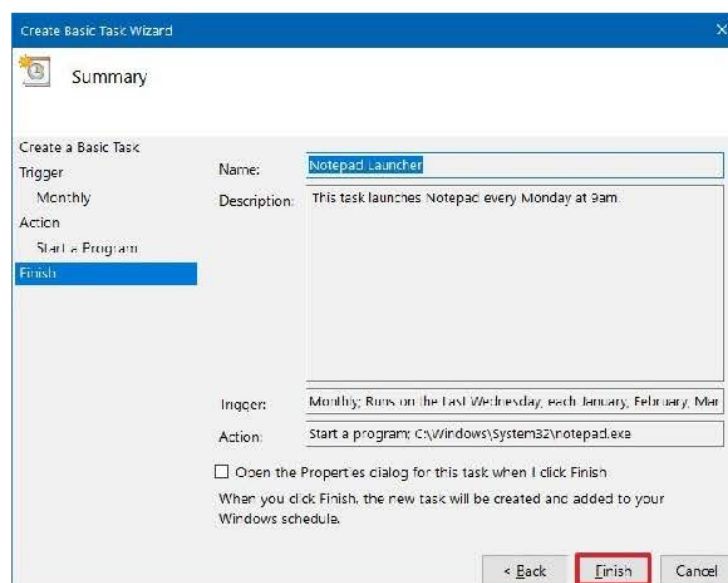 Create Basic Task Wizard
Summary
Create a Basic Task
Trigger
Monthly
Action
Start a Program
Finish
Name:
Notepad Launcher
Description:
This task launches Notepad every Monday at 9am.
Trigger:
Monthly; Runs on the Last Wednesday, each January, February, Mar
Action:
Start a program; C:\Windows\System32\notepad.exe
Open the Properties dialog for this task when I click Finish
When you click Finish, the new task will be created and added to your
Windows schedule.
< Back
Finish
Cancel